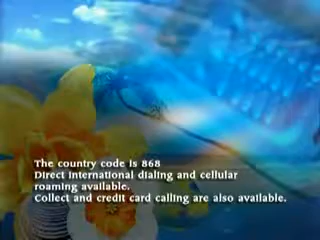 The country code is 868
Direct international dialing and cellular
roaming available.
Collect and credit card calling are also available.